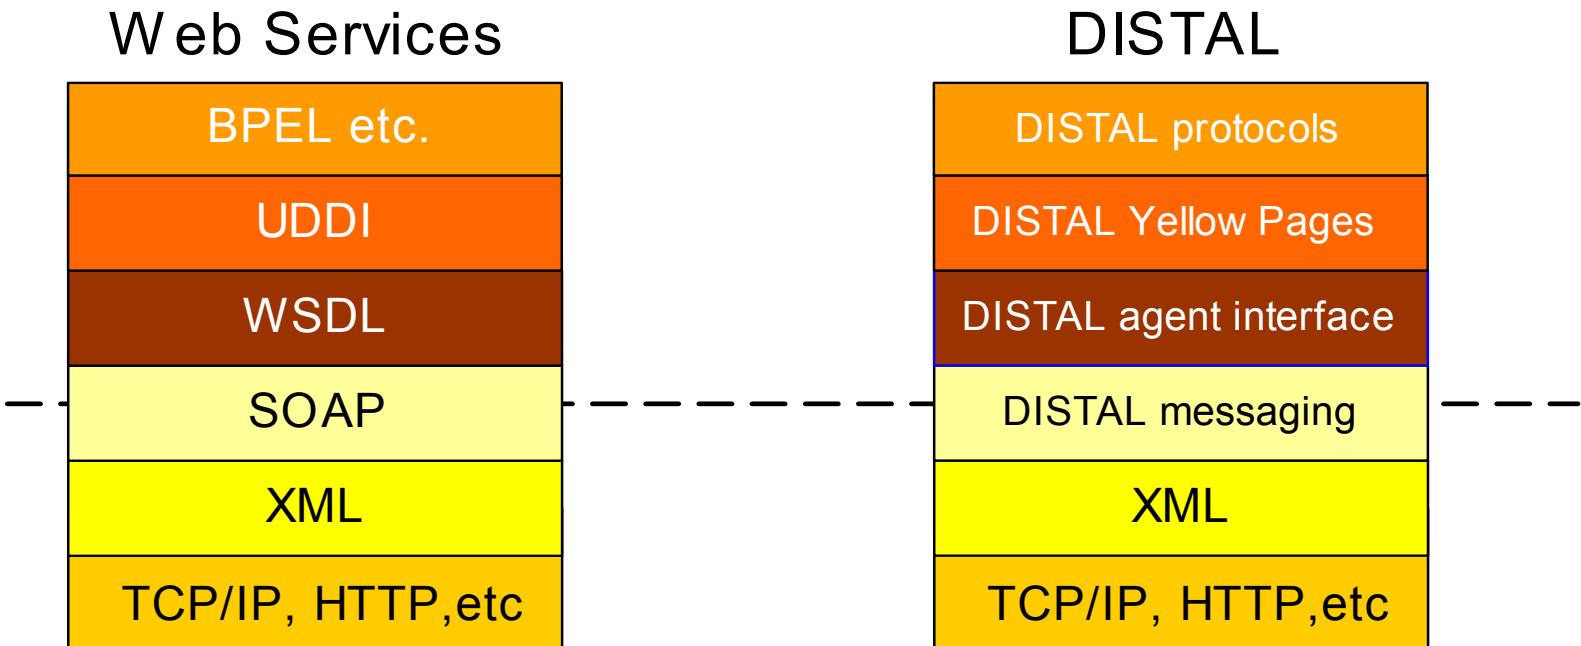 Web Services
DISTAL
BPEL etc.
DISTAL protocols
UDDI
DISTAL Yellow Pages
WSDL
DISTAL agent interface
SOAP
DISTAL messaging
XML
XML
TCP/IP, HTTP,etc
TCP/IP, HTTP,etc